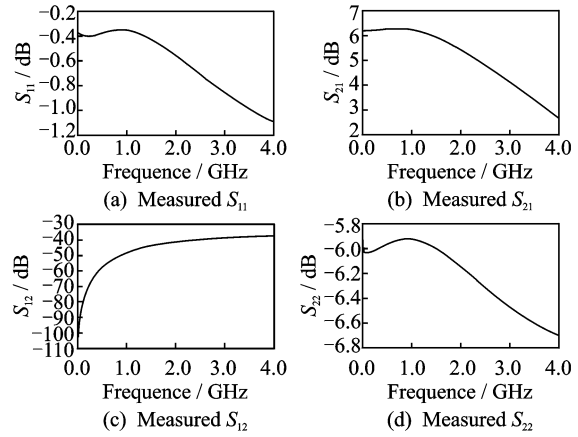 −0.2
−0.4
−0.6
−0.8
−1.0
−1.2
S11 / dB
0.0 1.0 2.0 3.0 4.0
Frequence / GHz
(a) Measured S11
7
6
5
4
3
2
S21 / dB
0.0 1.0 2.0 3.0 4.0
Frequence / GHz
(b) Measured S21
−30
−40
−50
−60
−70
−80
−90
−100
−110
S12 / dB
0.0 1.0 2.0 3.0 4.0
Frequence / GHz
(c) Measured S12
−5.8
−6.0
−6.2
−6.4
−6.6
−6.8
S22 / dB
0.0 1.0 2.0 3.0 4.0
Frequence / GHz
(d) Measured S22